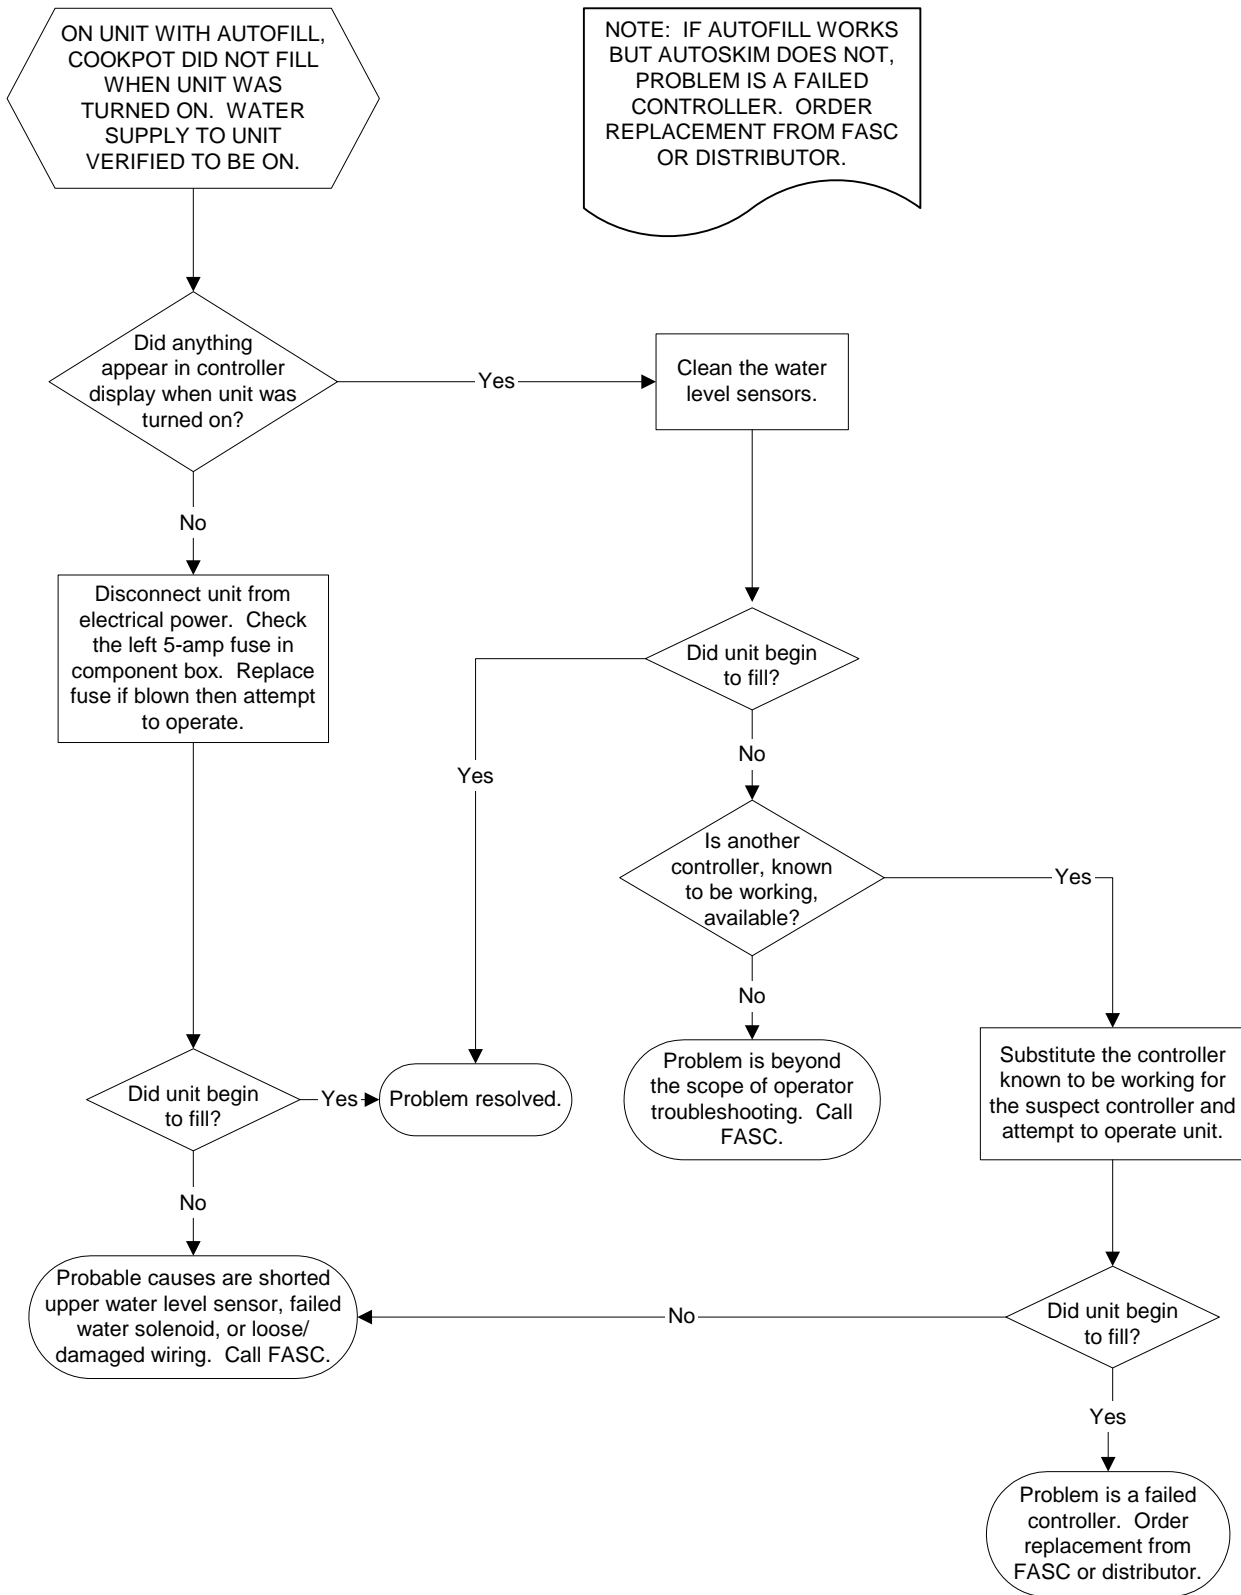 ON UNIT WITH AUTOFILL,
COOKPOT DID NOT FILL
WHEN UNIT WAS
TURNED ON.  WATER
SUPPLY TO UNIT
VERIFIED TO BE ON.
NOTE:  IF AUTOFILL WORKS
BUT AUTOSKIM DOES NOT,
PROBLEM IS A FAILED
CONTROLLER.  ORDER
REPLACEMENT FROM FASC
OR DISTRIBUTOR.
Did anything
appear in controller
display when unit was
turned on?
Yes
Clean the water
level sensors.
No
Disconnect unit from
electrical power.  Check
the left 5-amp fuse in
component box.  Replace
fuse if blown then attempt
to operate.
Did unit begin
to fill?
Yes
No
Is another
controller, known
to be working,
available?
Yes
No
Problem is beyond
the scope of operator
troubleshooting.  Call
FASC.
Substitute the controller
known to be working for
the suspect controller and
attempt to operate unit.
Did unit begin
to fill?
Yes
Problem resolved.
No
Probable causes are shorted
upper water level sensor, failed
water solenoid, or loose/
damaged wiring.  Call FASC.
No
Did unit begin
to fill?
Yes
Problem is a failed
controller.  Order
replacement from
FASC or distributor.